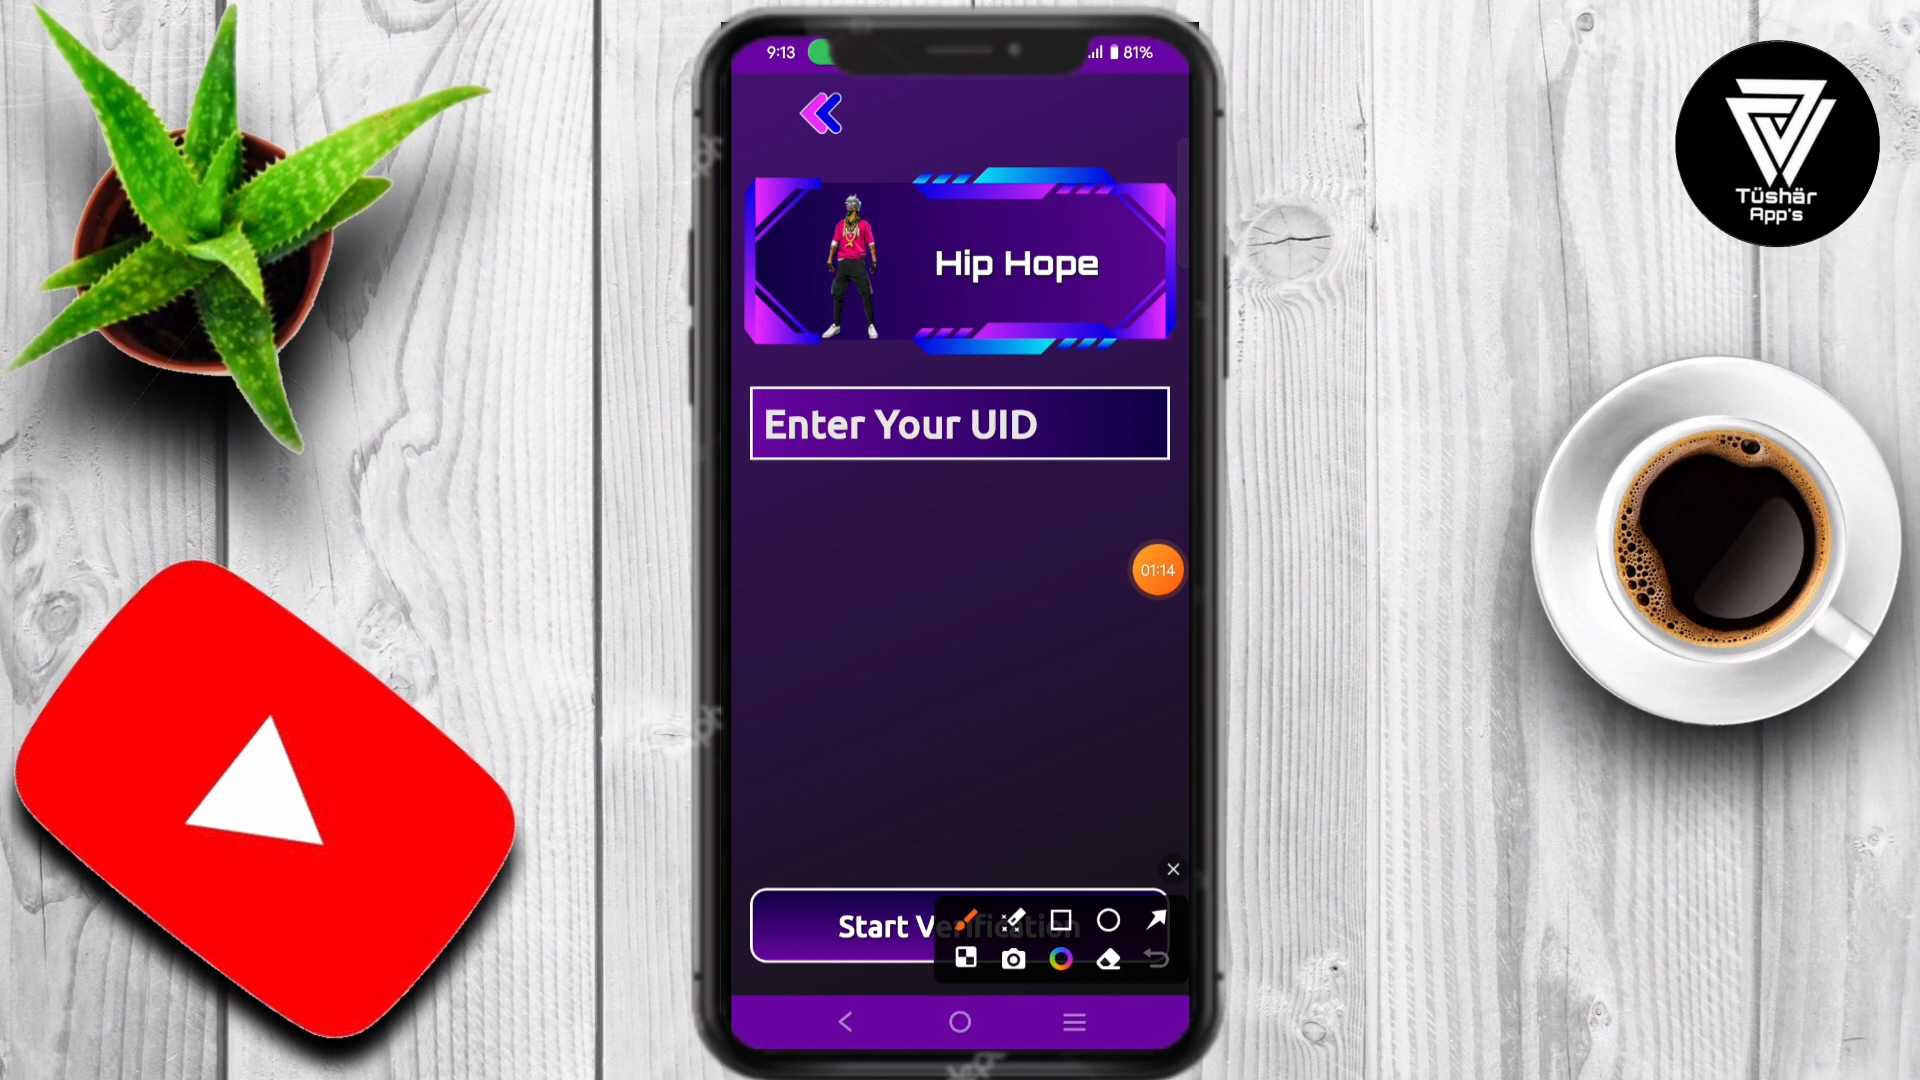 9:13
81%
Hip Hope
Enter Your UID
01:14
Start Verification
Tüshär
App's